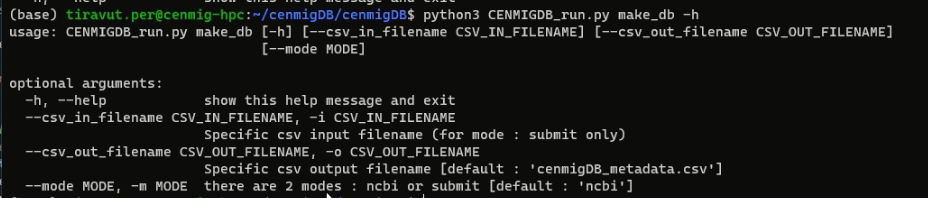 (base) tiravut.per@cenmig-hpc:~/cenmigDB/cenmigDB$ python3 CENMIGDB_run.py make_db -h
usage: CENMIGDB_run.py make_db [-h] [--csv_in_filename CSV_IN_FILENAME] [--csv_out_filename CSV_OUT_FILENAME]
[--mode MODE]
optional arguments:
-h, --help show this help message and exit
--csv_in_filename CSV_IN_FILENAME, -i CSV_IN_FILENAME
Specific csv input filename (for mode : submit only)
--csv_out_filename CSV_OUT_FILENAME, -o CSV_OUT_FILENAME
Specific csv output filename [default : 'cenmigDB_metadata.csv']
--mode MODE, -m MODE there are 2 modes : ncbi or submit [default : 'ncbi']